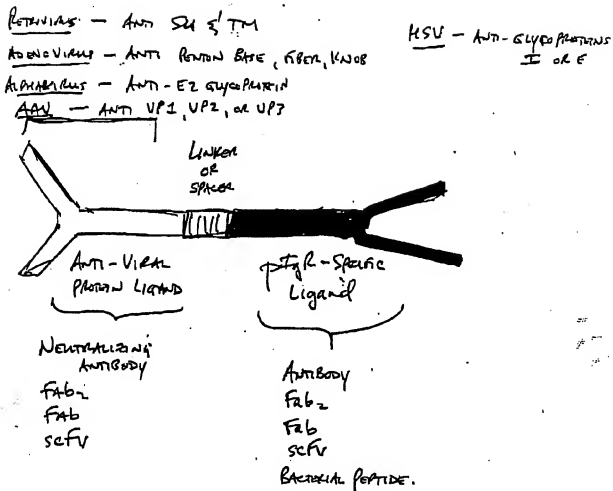 RETROVIRUS — ANTI SU & TM
ADENOVIRUS — ANTI PENTON BASE, FIBER, KNOB
ALPHAVIRUS — ANTI-E2 GLYCOPROTEIN
AAV — ANTI VP1, VP2, OR VP3
HSV — ANTI-GLYCOPROTEINS
I OR E
LINKER
OR
SPACER
ANTI-VIRAL
PROTEIN LIGAND
pIgR-SPECIFIC
Ligand
NEUTRALIZING
ANTIBODY
FAb2
FAb
scFV
ANTIBODY
Fab2
Fab
scFV
BACTERIAL PEPTIDE.